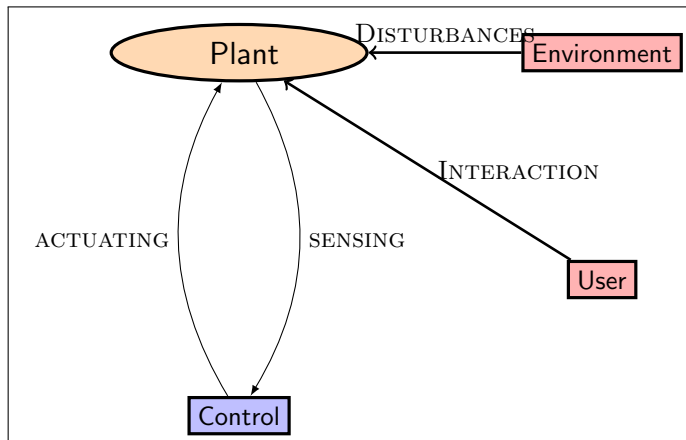 DISTURBANCES
Plant
Environment
INTERACTION
ACTUATING
SENSING
User
Control